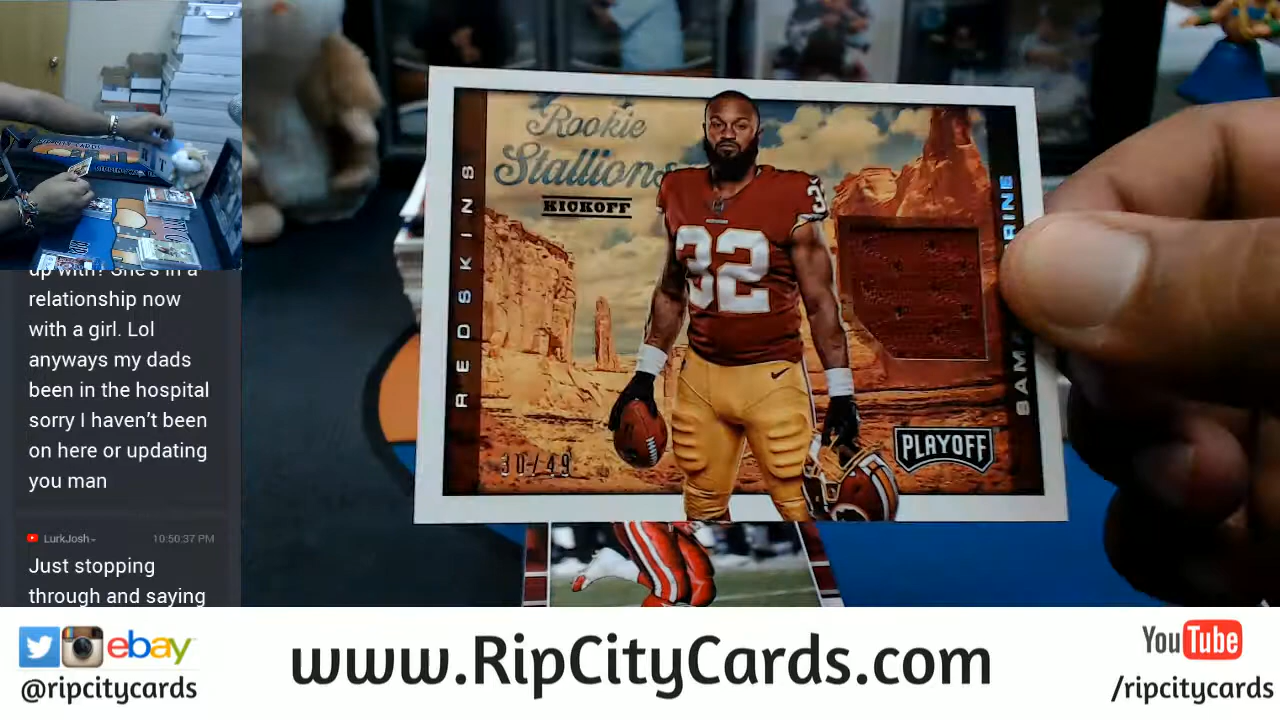 up with? She's in a
relationship now
with a girl. Lol
anyways my dads
been in the hospital
sorry I haven't been
on here or updating
you man
LurkJosh~ 10:50:37 PM
Just stopping
through and saying
Rookie
Stallions
KICKOFF
REDSKINS
32
32
30/49
PLAYOFF
ebay
@ripcitycards
www.RipCityCards.com
YouTube
/ripcitycards